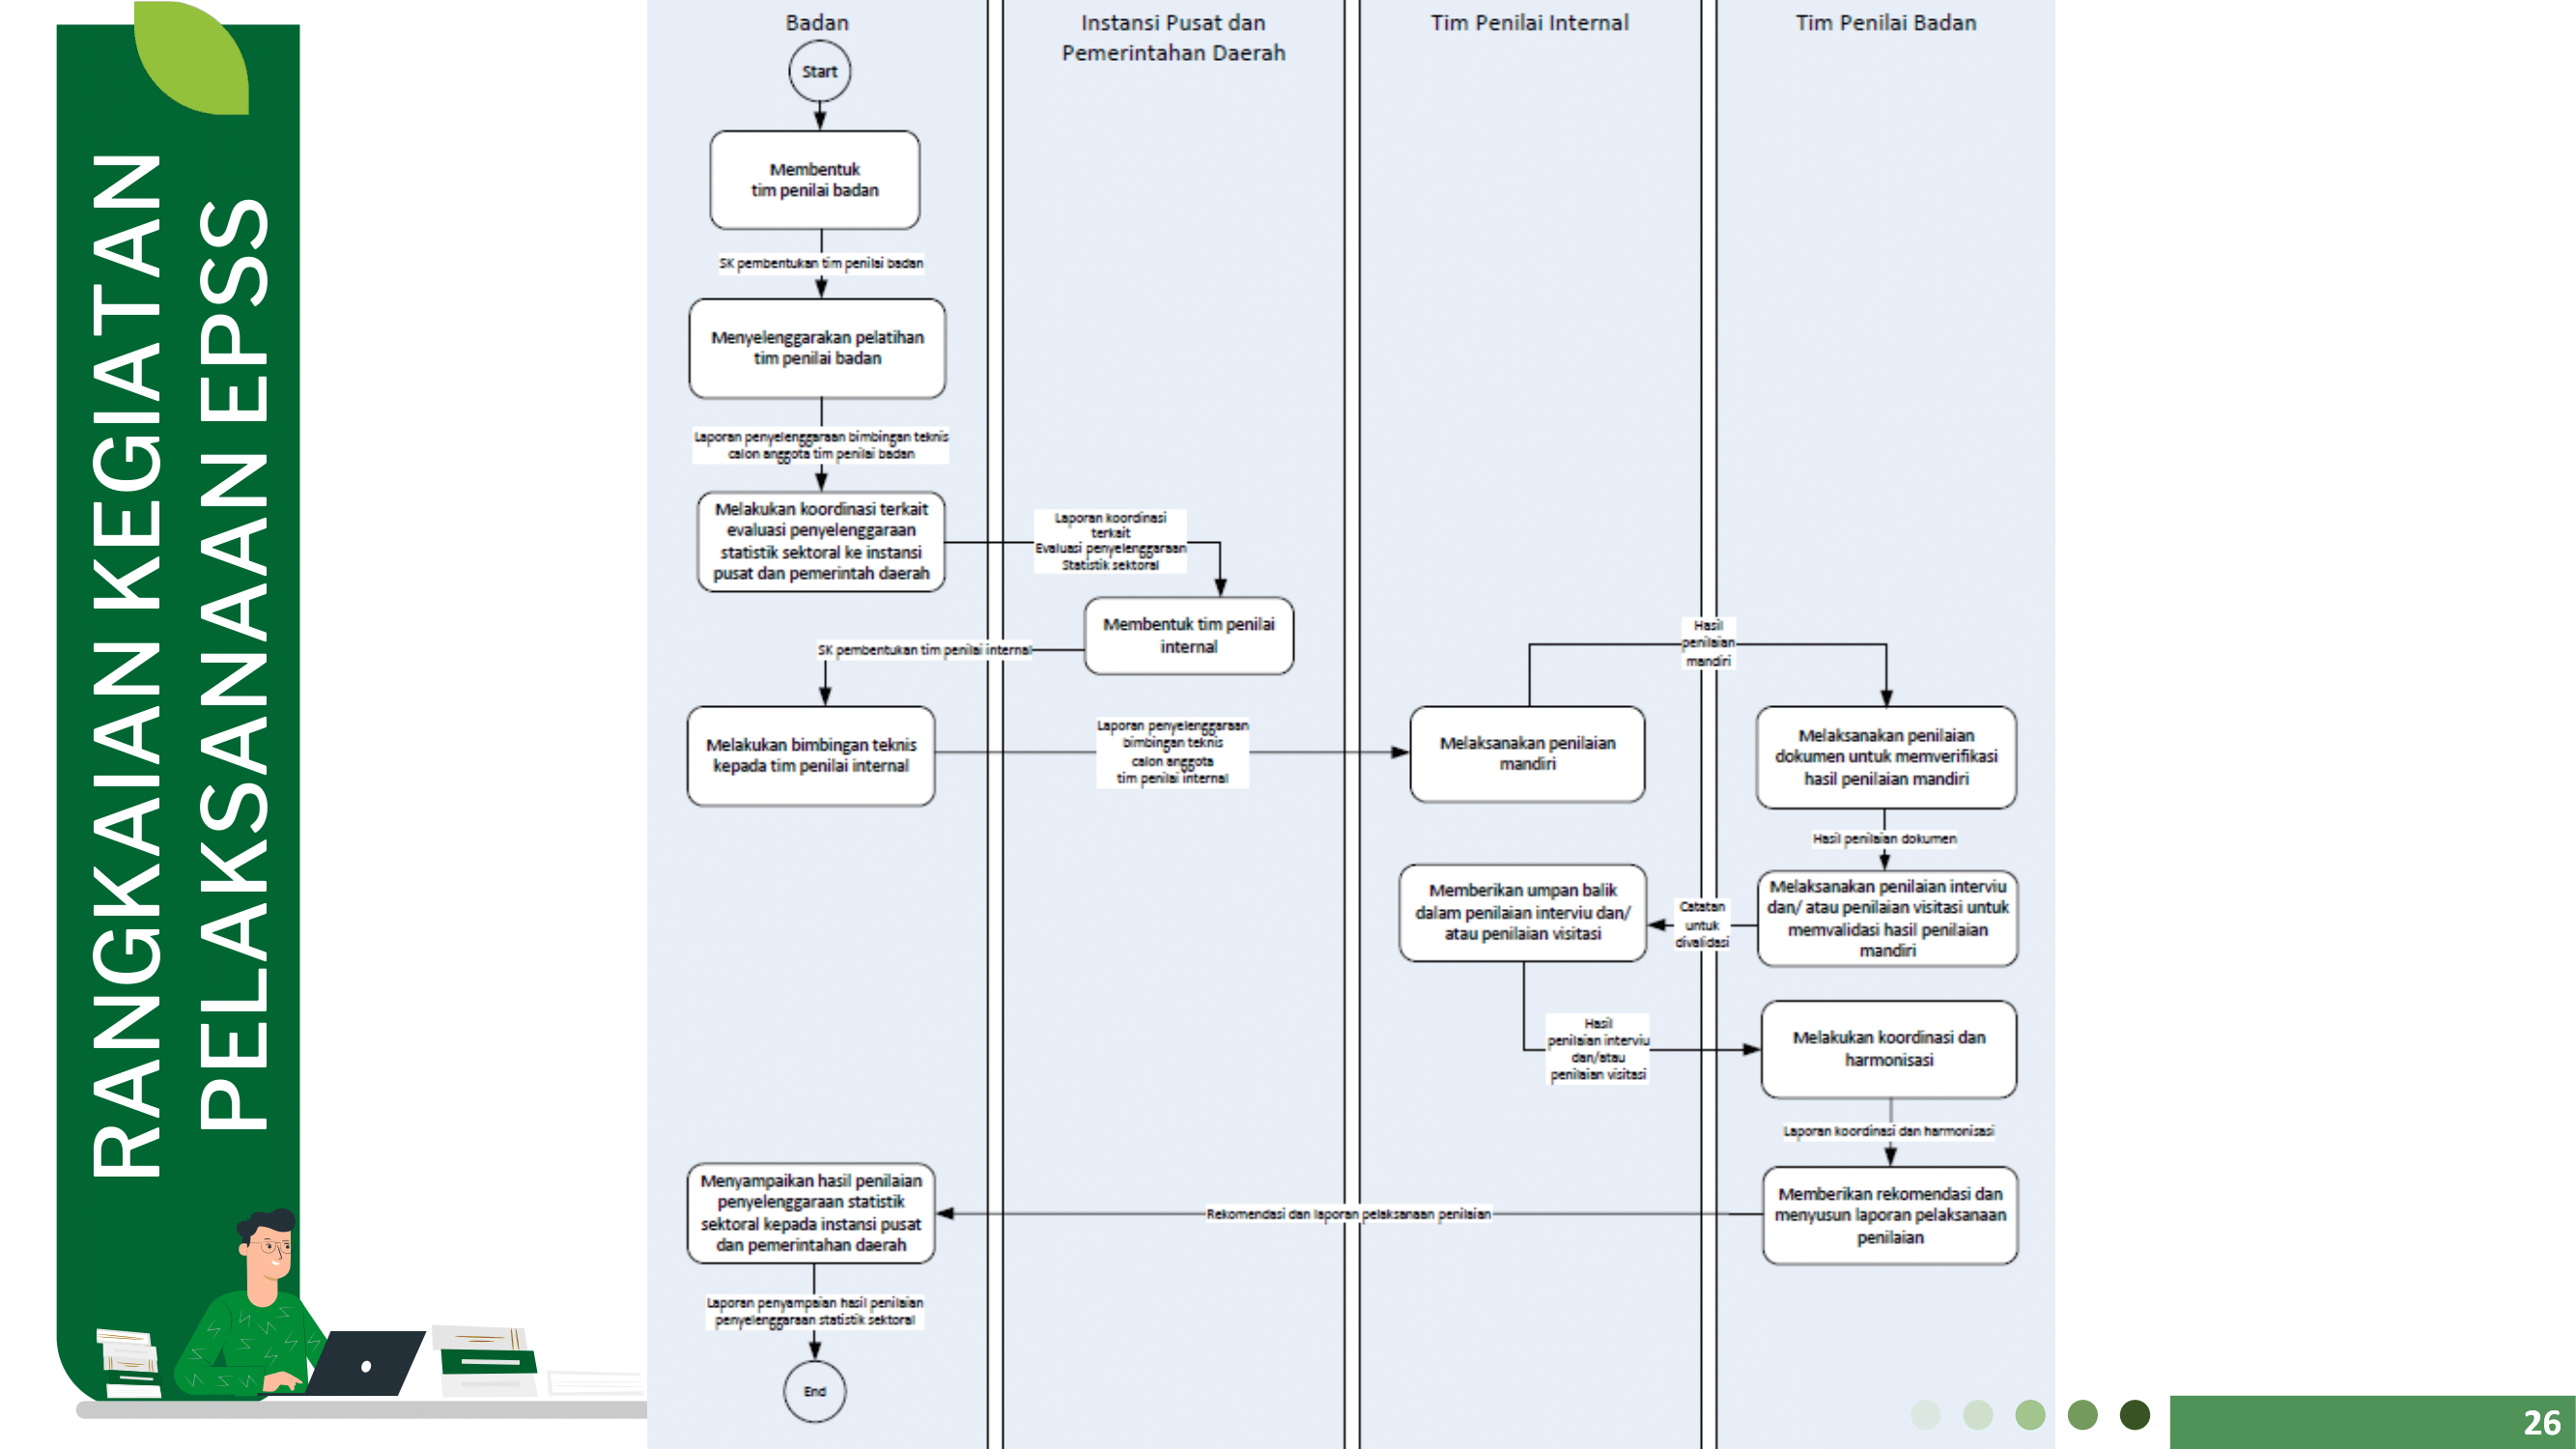 RANGKAIAN KEGIATAN
PELAKSANAAN EPSS
Badan
Instansi Pusat dan
Pemerintahan Daerah
Tim Penilai Internal
Tim Penilai Badan
Start
Membentuk
tim penilai badan
SK pembentukan tim penilai badan
Menyelenggarakan pelatihan
tim penilai badan
Laporan penyelenggaraan bimbingan teknis
calon anggota tim penilai badan
Melakukan koordinasi terkait
evaluasi penyelenggaraan
statistik sektoral ke instansi
pusat dan pemerintah daerah
Laporan koordinasi
terkait
Evaluasi penyelenggaraan
Statistik sektoral
Membentuk tim penilai
internal
SK pembentukan tim penilai internal
Melakukan bimbingan teknis
kepada tim penilai internal
Laporan penyelenggaraan
bimbingan teknis
calon anggota
tim penilai internal
Melaksanakan penilaian
mandiri
Hasil
penilaian
mandiri
Melaksanakan penilaian
dokumen untuk memverifikasi
hasil penilaian mandiri
Hasil penilaian dokumen
Melaksanakan penilaian interviu
dan/ atau penilaian visitasi untuk
memvalidasi hasil penilaian
mandiri
Catatan
untuk
divalidasi
Memberikan umpan balik
dalam penilaian interviu dan/
atau penilaian visitasi
Hasil
penilaian interviu
dan/atau
penilaian visitasi
Melakukan koordinasi dan
harmonisasi
Laporan koordinasi dan harmonisasi
Memberikan rekomendasi dan
menyusun laporan pelaksanaan
penilaian
Rekomendasi dan laporan pelaksanaan penilaian
Menyampaikan hasil penilaian
penyelenggaraan statistik
sektoral kepada instansi pusat
dan pemerintahan daerah
Laporan penyampaian hasil penilaian
penyelenggaraan statistik sektoral
End
26